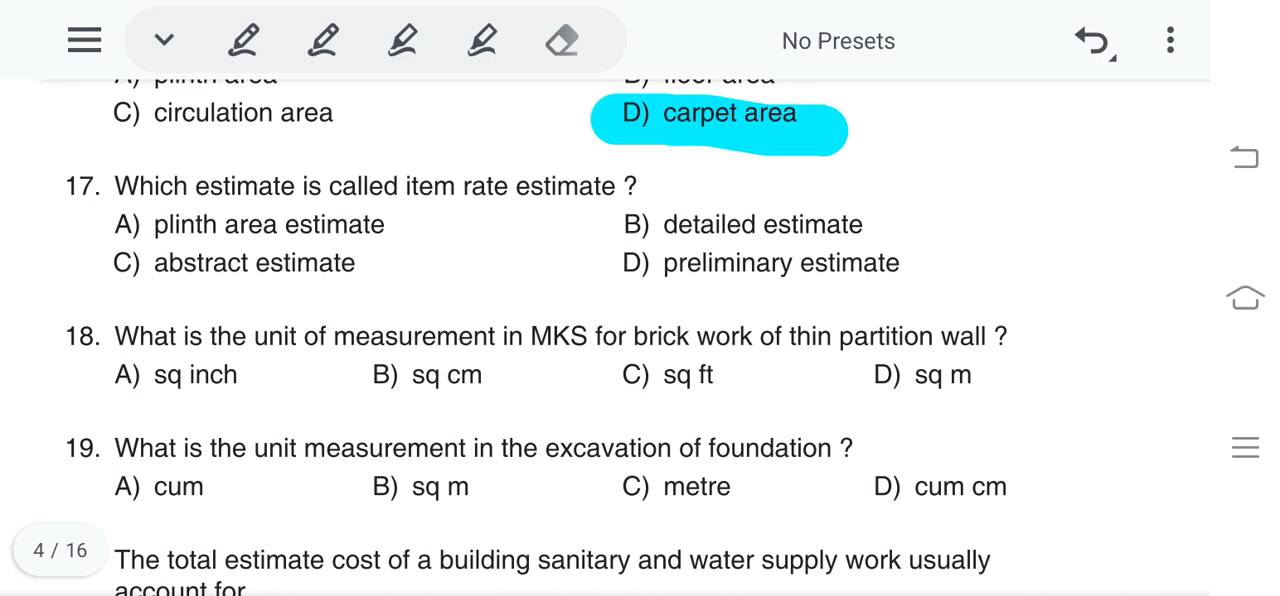 No Presets
A) plinth area B) floor area
C) circulation area D) carpet area
17. Which estimate is called item rate estimate ?
A) plinth area estimate B) detailed estimate
C) abstract estimate D) preliminary estimate
18. What is the unit of measurement in MKS for brick work of thin partition wall ?
A) sq inch B) sq cm C) sq ft D) sq m
19. What is the unit measurement in the excavation of foundation ?
A) cum B) sq m C) metre D) cum cm
4 / 16
The total estimate cost of a building sanitary and water supply work usually
account for